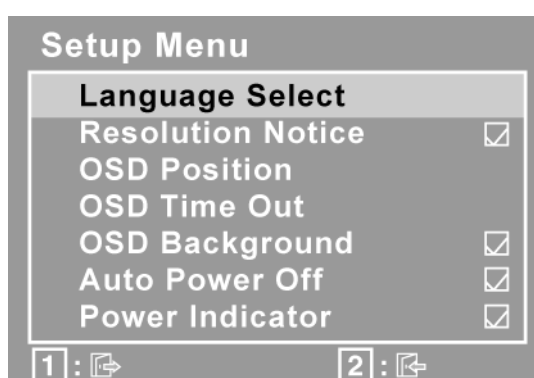 Setup Menu
Language Select
Resolution Notice
OSD Position
OSD Time Out
OSD Background
Auto Power Off
Power Indicator
1 : 2 :